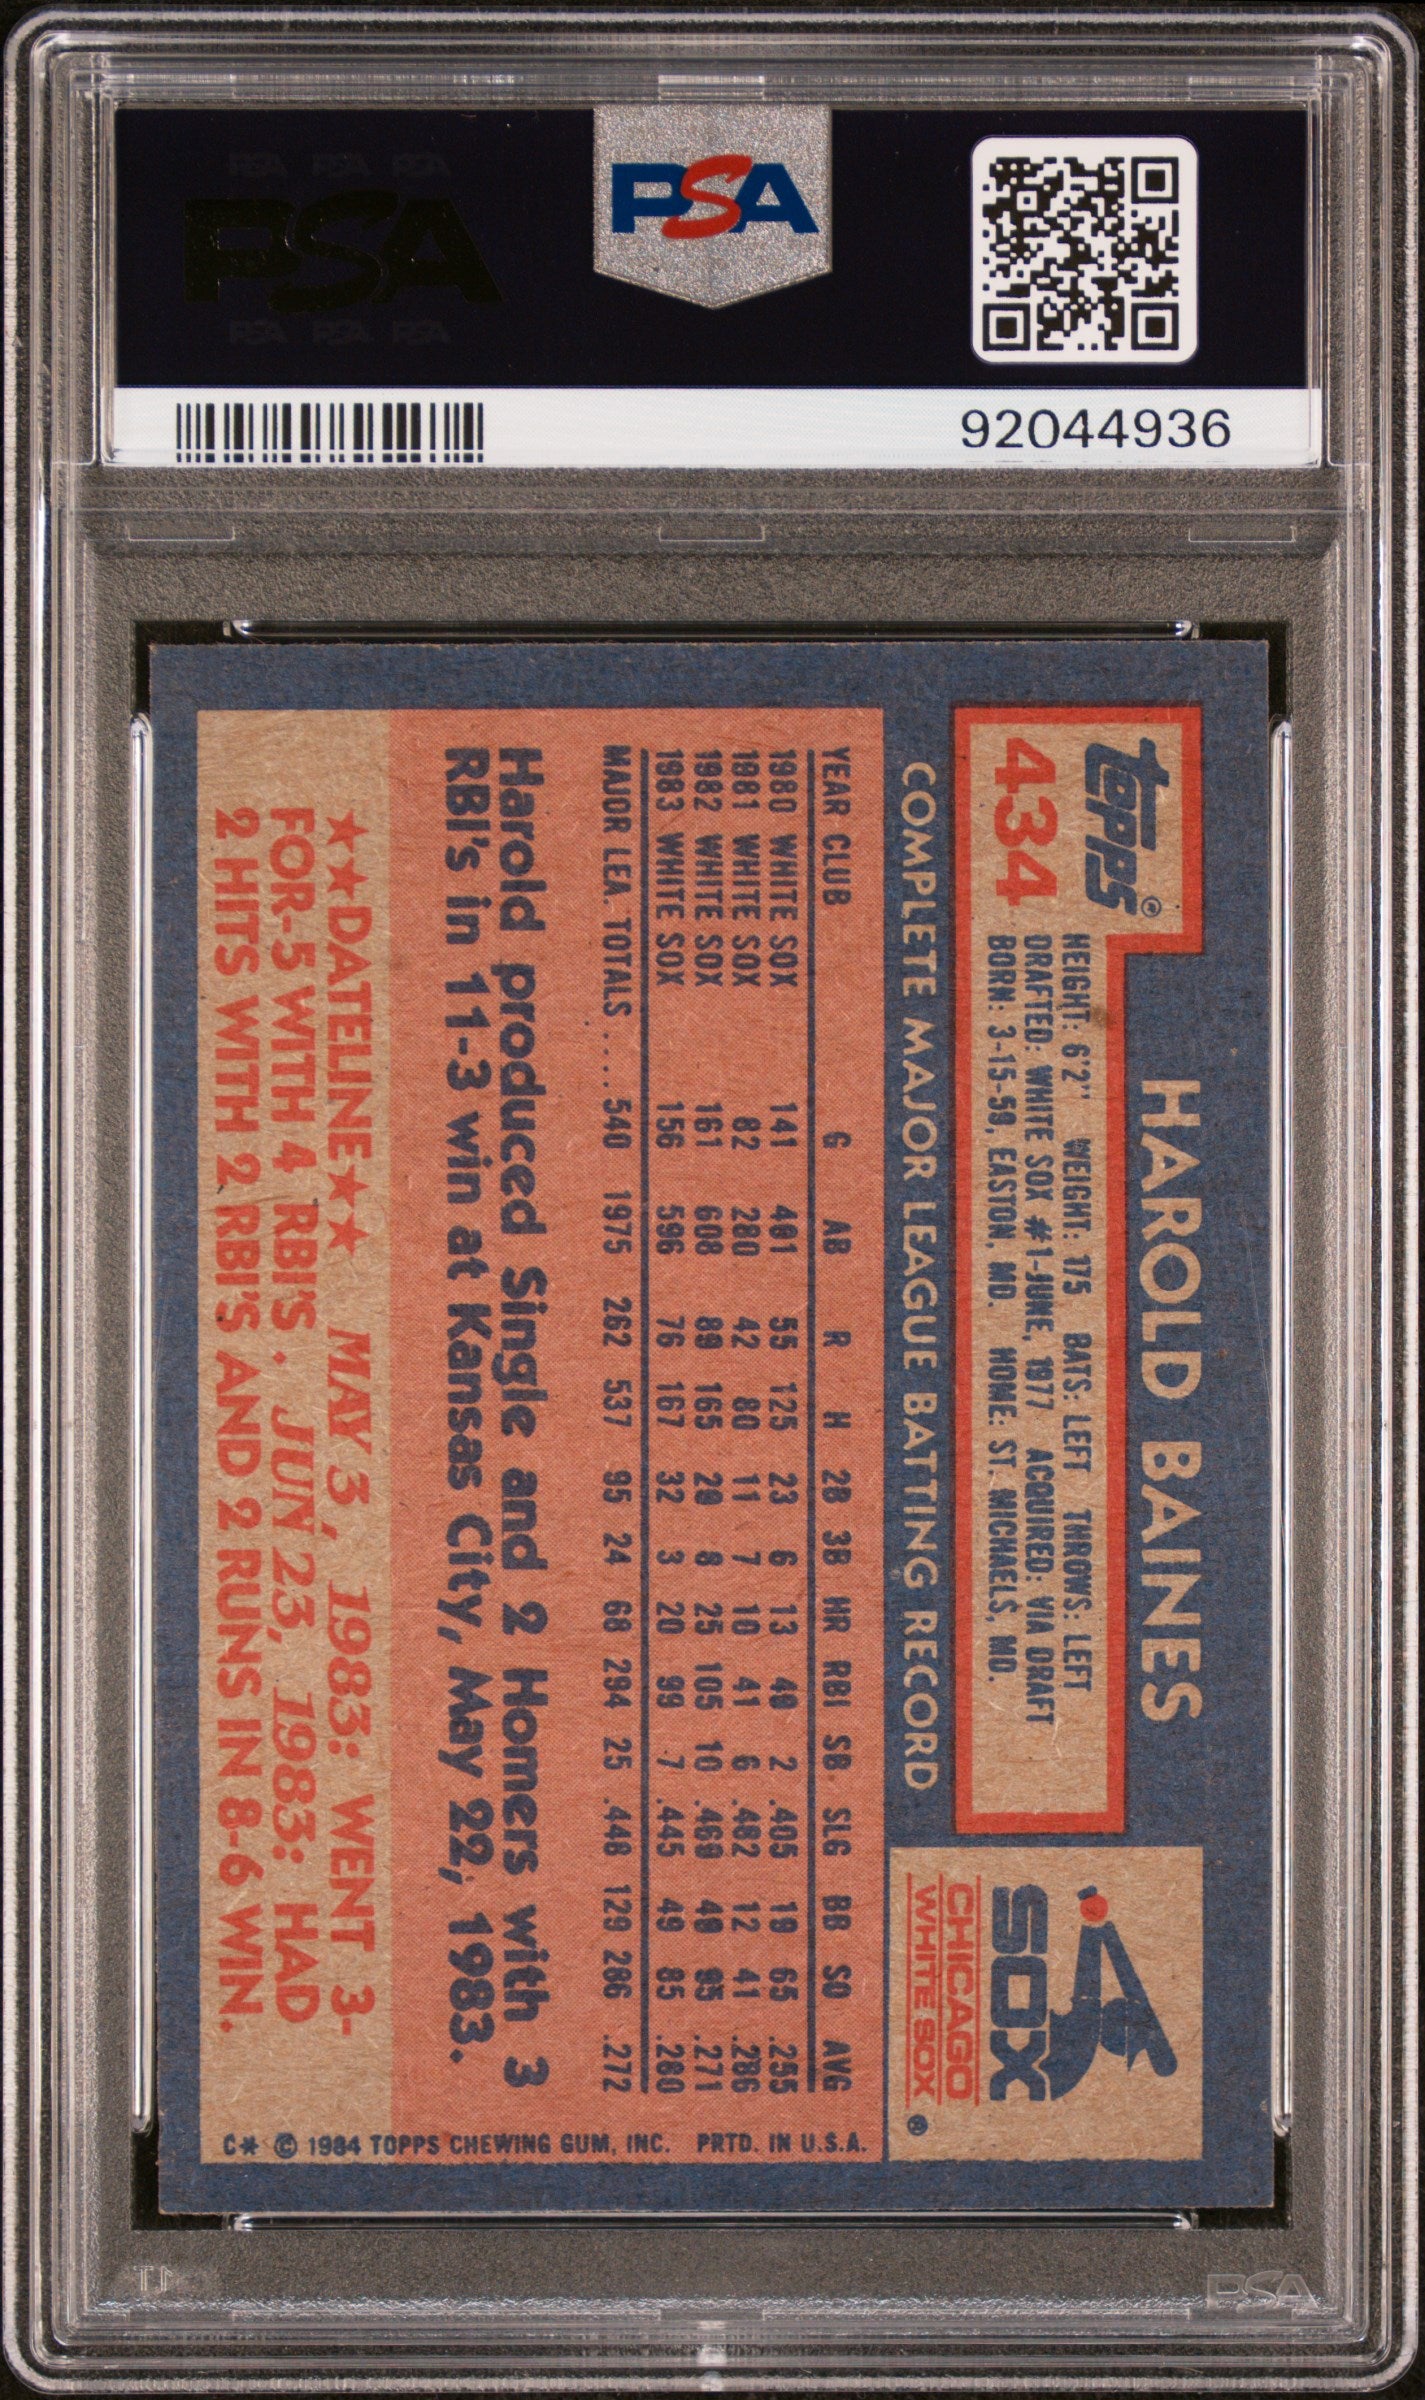 PSA PSA PSA
PSA
PSA PSA PSA
PSA
92044936
topps®
434
HAROLD BAINES
HEIGHT: 6'2" WEIGHT: 175 BATS: LEFT THROWS: LEFT
DRAFTED: WHITE SOX #1-JUNE, 1977 ACQUIRED: VIA DRAFT
BORN: 3-15-59, EASTON, MD. HOME: ST. MICHAELS, MD.
SOX
CHICAGO
WHITE SOX ®
COMPLETE MAJOR LEAGUE BATTING RECORD
YEAR CLUB G AB R H 2B 3B HR RBI SB SLG BB SO AVG
1980 WHITE SOX 141 491 55 125 23 6 13 49 2 .405 19 65 .255
1981 WHITE SOX 82 280 42 80 11 7 10 41 6 .482 12 41 .286
1982 WHITE SOX 161 608 89 165 29 8 25 105 10 .469 49 95 .271
1983 WHITE SOX 156 596 76 167 32 3 20 99 7 .445 49 85 .280
MAJOR LEA. TOTALS ..... 540 1975 262 537 95 24 68 294 25 .448 129 286 .272
Harold produced Single and 2 Homers with 3
RBI's in 11-3 win at Kansas City, May 22, 1983.
★★DATELINE★★ MAY 3, 1983: WENT 3-
FOR-5 WITH 4 RBI'S. JUN 23, 1983: HAD
2 HITS WITH 2 RBI'S AND 2 RUNS IN 8-6 WIN.
C* © 1984 TOPPS CHEWING GUM, INC. PRTD. IN U.S.A.
PSA